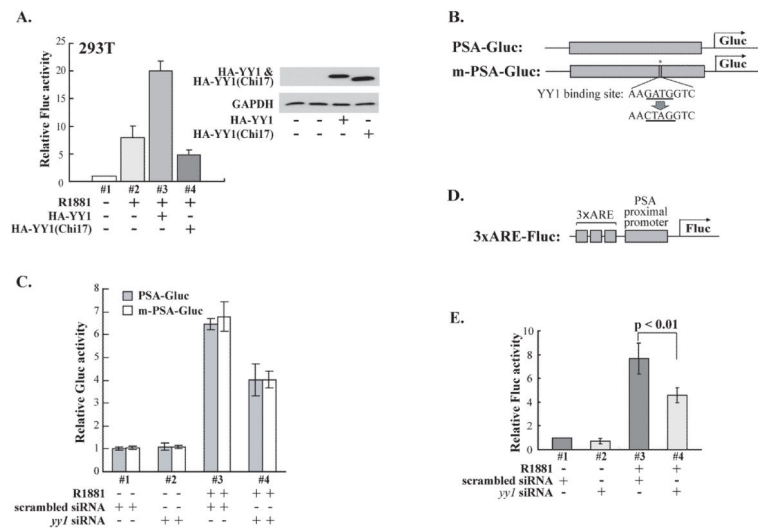 A.
293T
Relative Fluc activity
25
20
15
10
5
0
#1 #2 #3 #4
R1881 - + + +
HA-YY1 - - + -
HA-YY1(Chi17) - - - +
HA-YY1 &
HA-YY1(Chi17)
GAPDH
HA-YY1 - - + -
HA-YY1(Chi17) - - - +
B.
PSA-Gluc: Gluc
m-PSA-Gluc: * Gluc
YY1 binding site: AAGATGGTC
AACTAGGTC
D.
3xARE
PSA
proximal
promoter
3xARE-Fluc: Fluc
C.
Relative Gluc activity
8
7
6
5
4
3
2
1
0
PSA-Gluc
m-PSA-Gluc
#1 #2 #3 #4
R1881 - - - - + + + +
scrambled siRNA + + - - + + - -
yy1 siRNA - - + + - - + +
E.
p < 0.01
Relative Fluc activity
10
8
6
4
2
0
#1 #2 #3 #4
R1881 - - + +
scrambled siRNA + - + -
yy1 siRNA - + - +